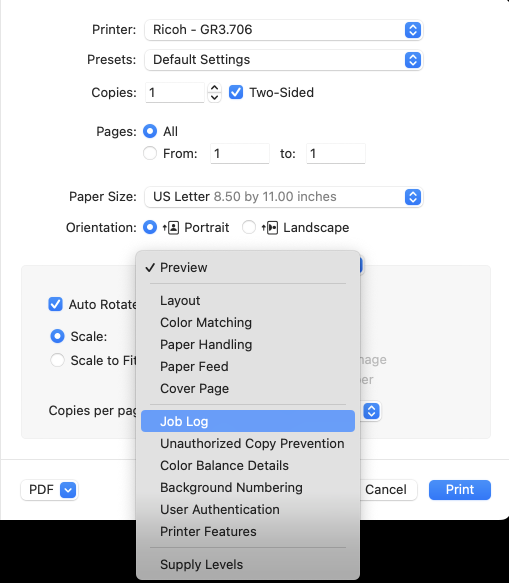 Printer: Ricoh - GR3.706
Presets: Default Settings
Copies: 1 Two-Sided
Pages: All
From: 1 to: 1
Paper Size: US Letter 8.50 by 11.00 inches
Orientation: Portrait Landscape
✓ Preview
Layout
Auto Rotate
Color Matching
Scale:
Paper Handling
Scale to Fit
Paper Feed
Cover Page
Copies per pag
Job Log
Unauthorized Copy Prevention
Color Balance Details
Background Numbering
User Authentication
Printer Features
Supply Levels
PDF Cancel Print